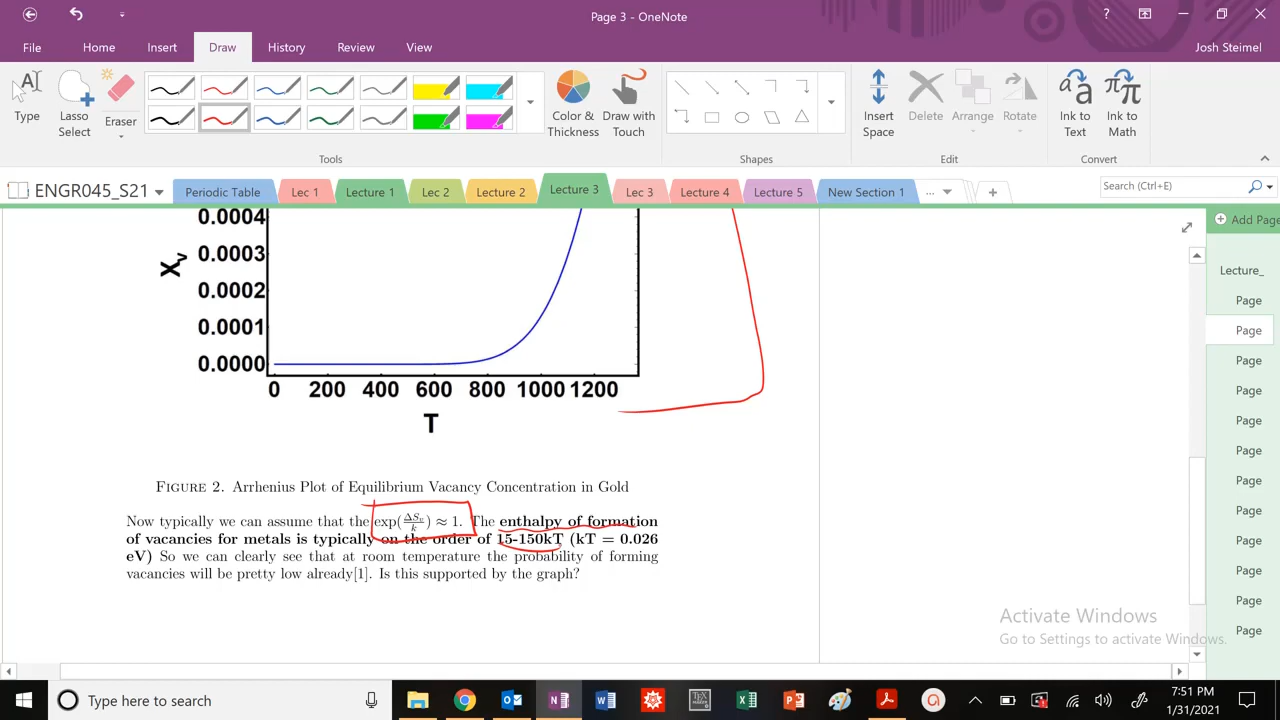 Page 3 - OneNote
?
File
Home
Insert
Draw
History
Review
View
Josh Steimel
Type
Lasso Select
Eraser
Color & Thickness
Draw with Touch
Insert Space
Delete
Arrange
Rotate
Ink to Text
Ink to Math
Tools
Shapes
Edit
Convert
ENGR045_S21
Periodic Table
Lec 1
Lecture 1
Lec 2
Lecture 2
Lecture 3
Lec 3
Lecture 4
Lecture 5
New Section 1
...
Search (Ctrl+E)
Add Page
Lecture_
Page
Page
Page
Page
Page
Page
Page
Page
Page
Page
Page
Page
0.0004
0.0003
0.0002
0.0001
0.0000
Xv
0 200 400 600 800 1000 1200
T
FIGURE 2. Arrhenius Plot of Equilibrium Vacancy Concentration in Gold
Now typically we can assume that the exp(ΔSv/k) ≈ 1. The enthalpy of formation
of vacancies for metals is typically on the order of 15-150kT (kT = 0.026
eV) So we can clearly see that at room temperature the probability of forming
vacancies will be pretty low already[1]. Is this supported by the graph?
Activate Windows
Go to Settings to activate Windows.
Type here to search
7:51 PM
1/31/2021